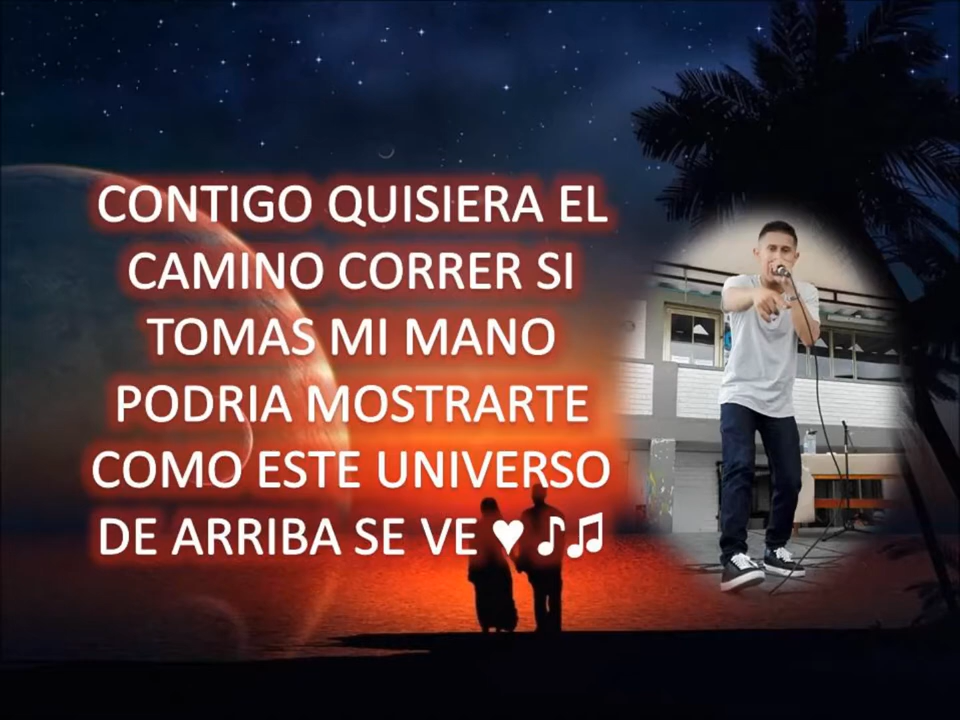 CONTIGO QUISIERA EL
CAMINO CORRER SI
TOMAS MI MANO
PODRIA MOSTRARTE
COMO ESTE UNIVERSO
DE ARRIBA SE VE ♥ ♪♫